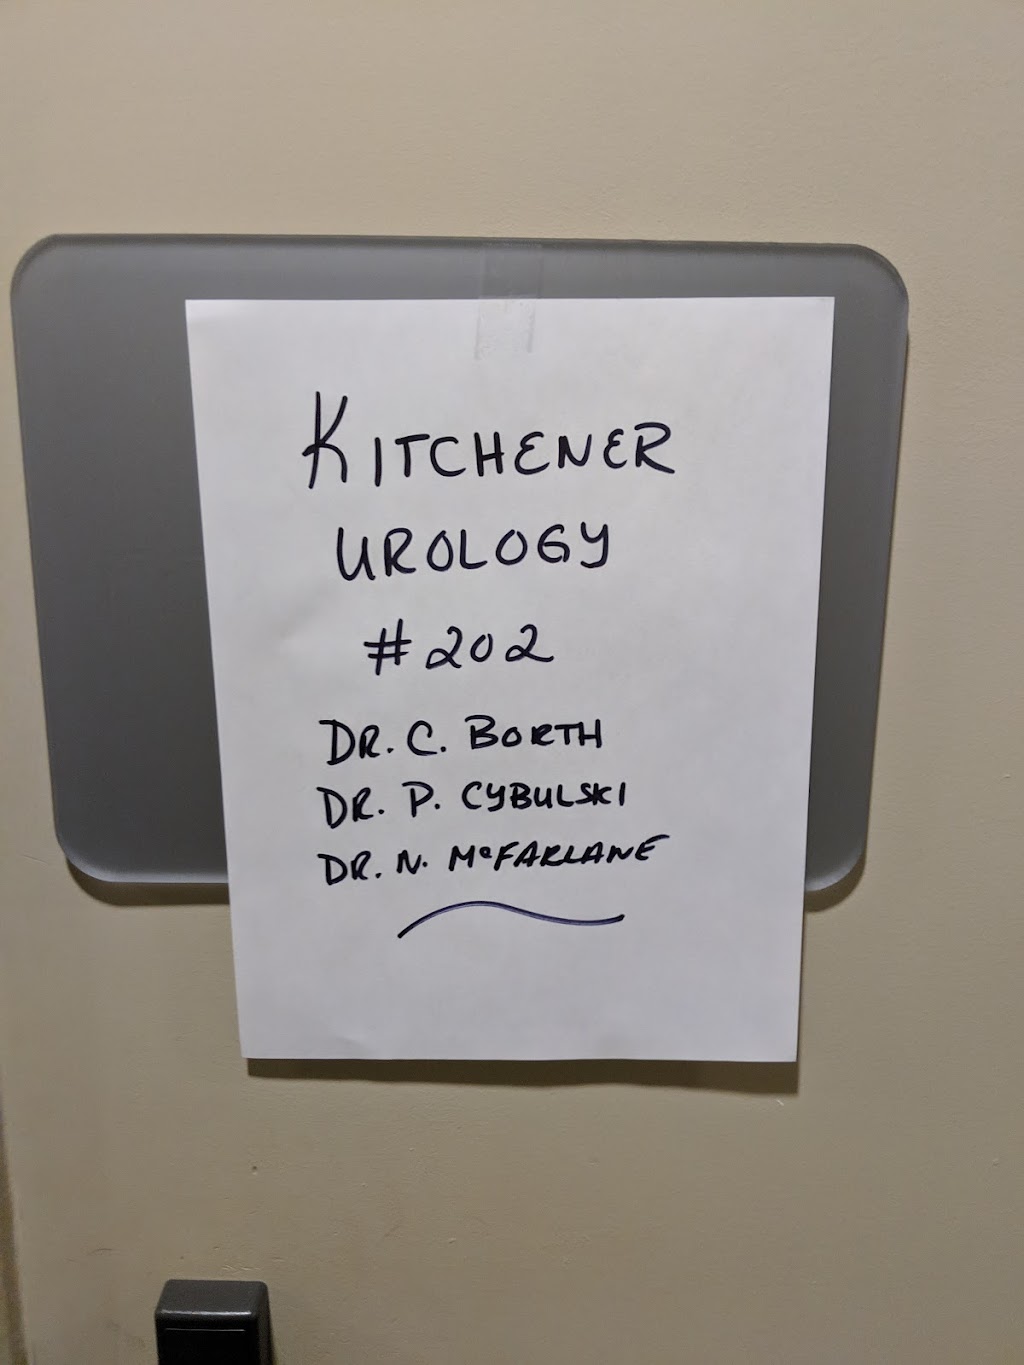 KITCHENER
UROLOGY
#202
DR. C. BORTH
DR. P. CYBULSKI
DR. N. McFARLANE